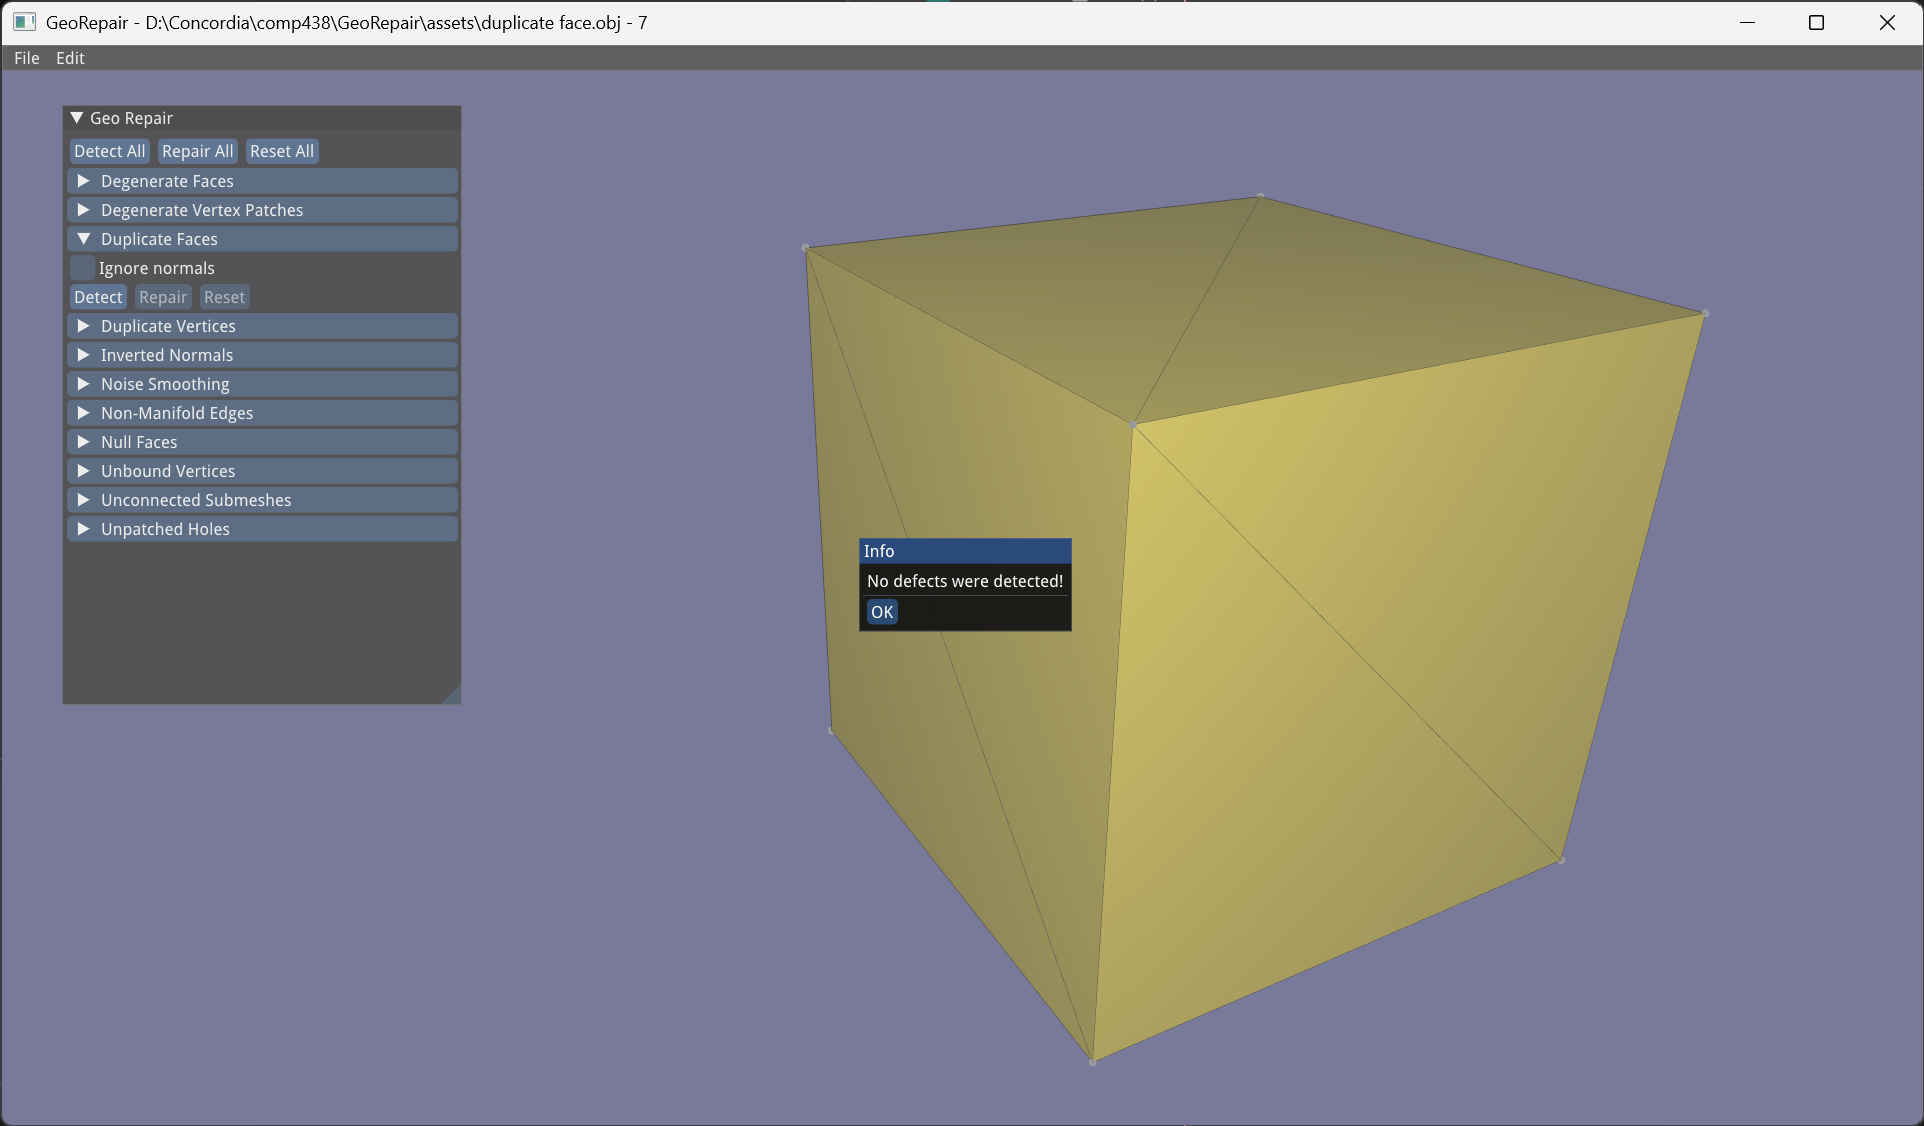 GeoRepair - D:\Concordia\comp438\GeoRepair\assets\duplicate face.obj - 7
File Edit
Geo Repair
Detect All Repair All Reset All
Degenerate Faces
Degenerate Vertex Patches
Duplicate Faces
Ignore normals
Detect Repair Reset
Duplicate Vertices
Inverted Normals
Noise Smoothing
Non-Manifold Edges
Null Faces
Unbound Vertices
Unconnected Submeshes
Unpatched Holes
Info
No defects were detected!
OK